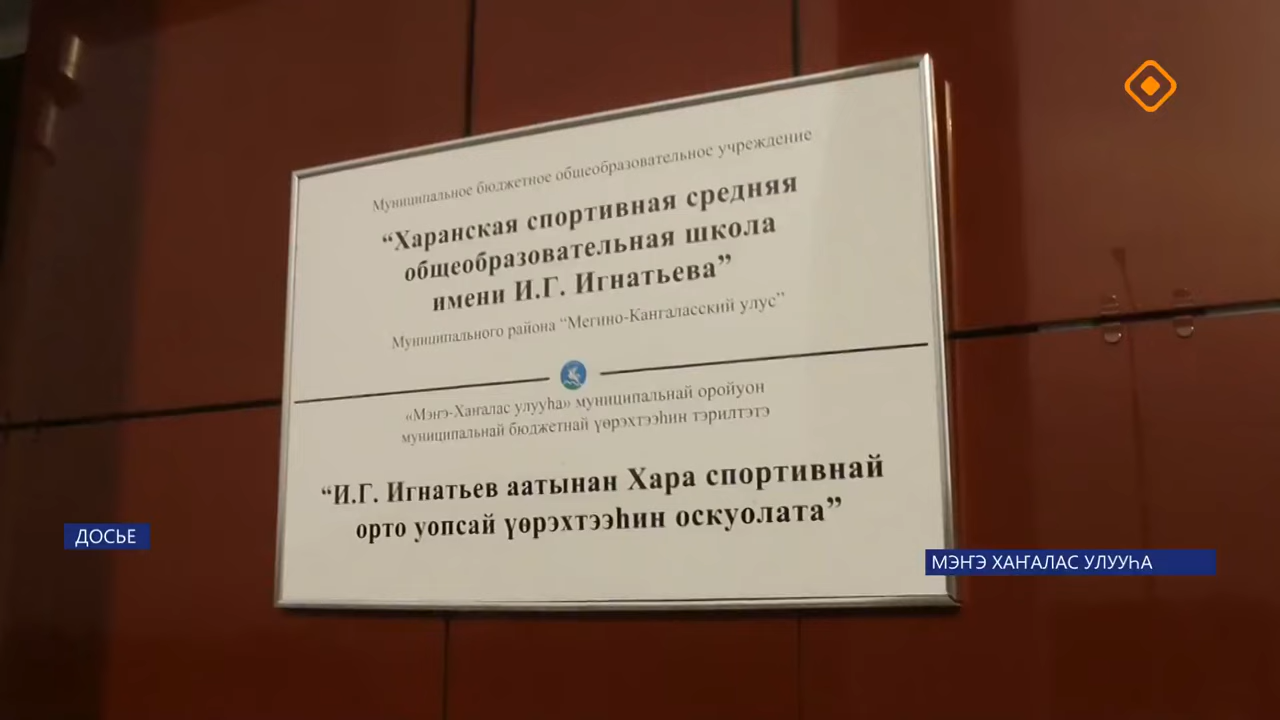 Муниципальное бюджетное общеобразовательное учреждение
“Харанская спортивная средняя
общеобразовательная школа
имени И.Г. Игнатьева”
Муниципального района “Мегино-Кангаласский улус”
«Мэҥэ-Хаҥалас улууһа» муниципальнай оройуон
муниципальнай бюджетнай үөрэхтээһин тэрилтэтэ
“И.Г. Игнатьев аатынан Хара спортивнай
орто уопсай үөрэхтээһин оскуолата”
ДОСЬЕ
МЭҤЭ ХАҤАЛАС УЛУУҺА